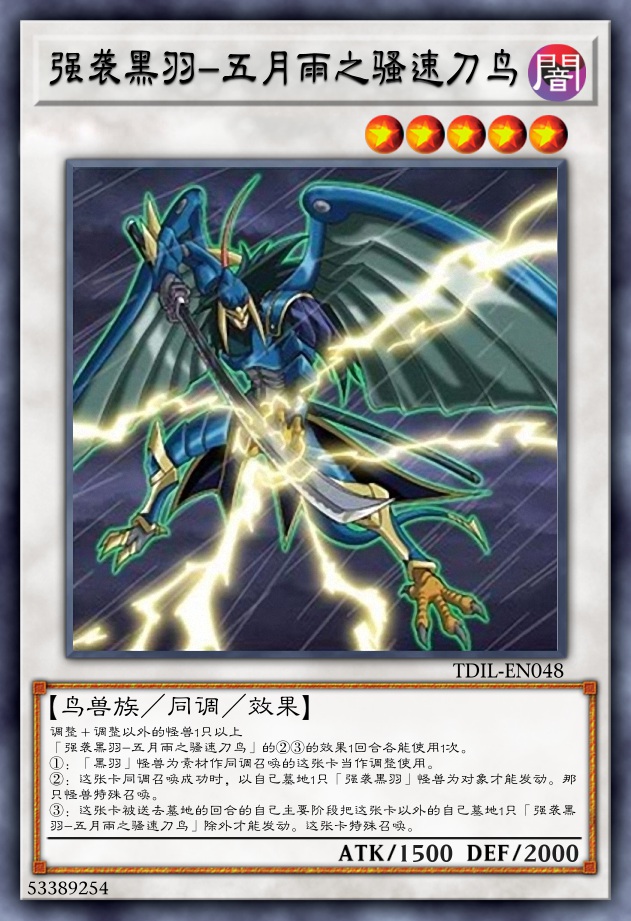 强袭黑羽-五月雨之骚速刀鸟
闇
TDIL-EN048
【鸟兽族／同调／效果】
调整＋调整以外的怪兽1只以上
「强袭黑羽-五月雨之骚速刀鸟」的②③的效果1回合各能使用1次。
①：「黑羽」怪兽为素材作同调召唤的这张卡当作调整使用。
②：这张卡同调召唤成功时，以自己墓地1只「强袭黑羽」怪兽为对象才能发动。那
只怪兽特殊召唤。
③：这张卡被送去墓地的回合的自己主要阶段把这张卡以外的自己墓地1只「强袭黑
羽-五月雨之骚速刀鸟」除外才能发动。这张卡特殊召唤。
ATK/1500 DEF/2000
53389254